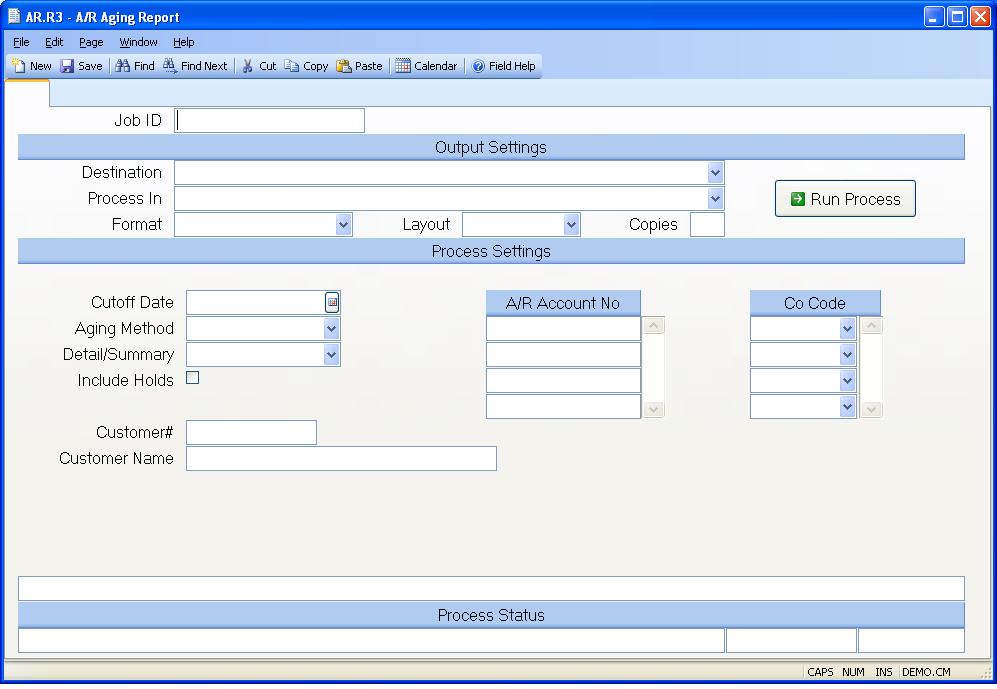 AR.R3 - A/R Aging Report
File Edit Page Window Help
New Save Find Find Next Cut Copy Paste Calendar Field Help
Job ID
Output Settings
Destination
Process In
Run Process
Format Layout Copies
Process Settings
Cutoff Date A/R Account No Co Code
Aging Method
Detail/Summary
Include Holds
Customer#
Customer Name
Process Status
CAPS NUM INS DEMO.CM